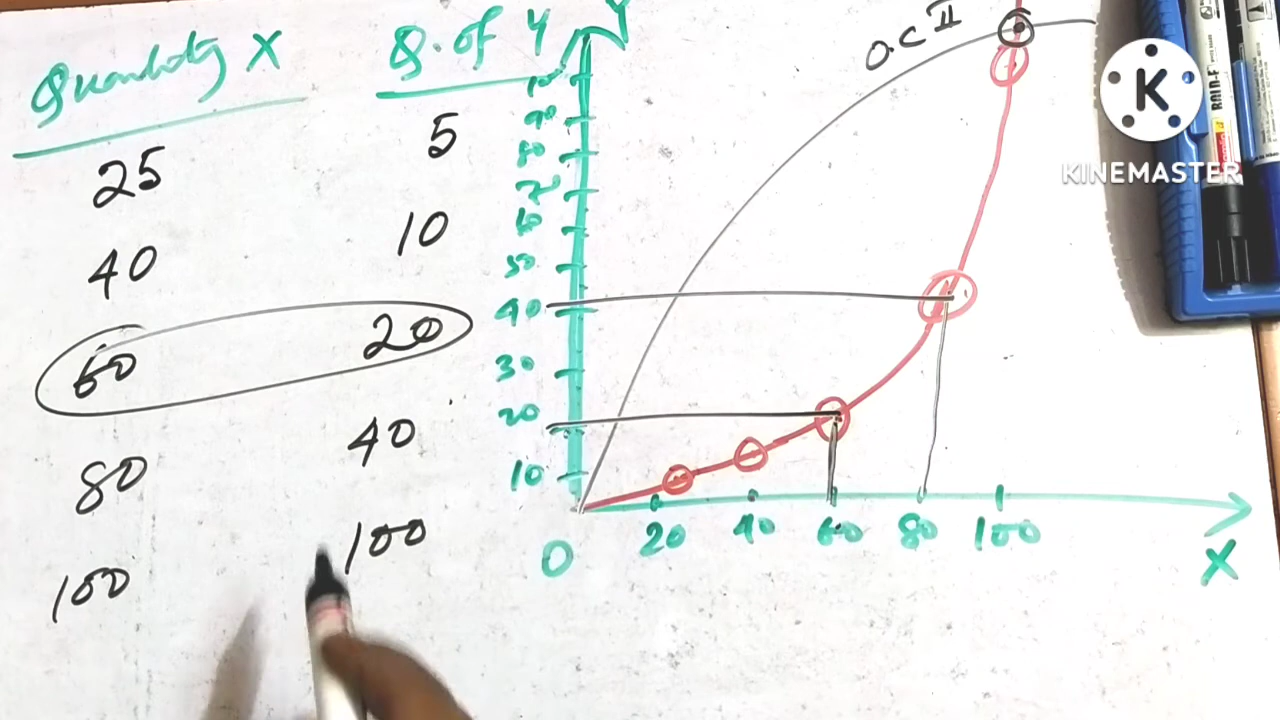 Quantity X Q. of Y
25 5
40 10
60 20
80 40
100 100
Y
O.C II
100
90
80
70
60
50
40
30
20
10
0 20 40 60 80 100
X
K
KINEMASTER
BOLD-E